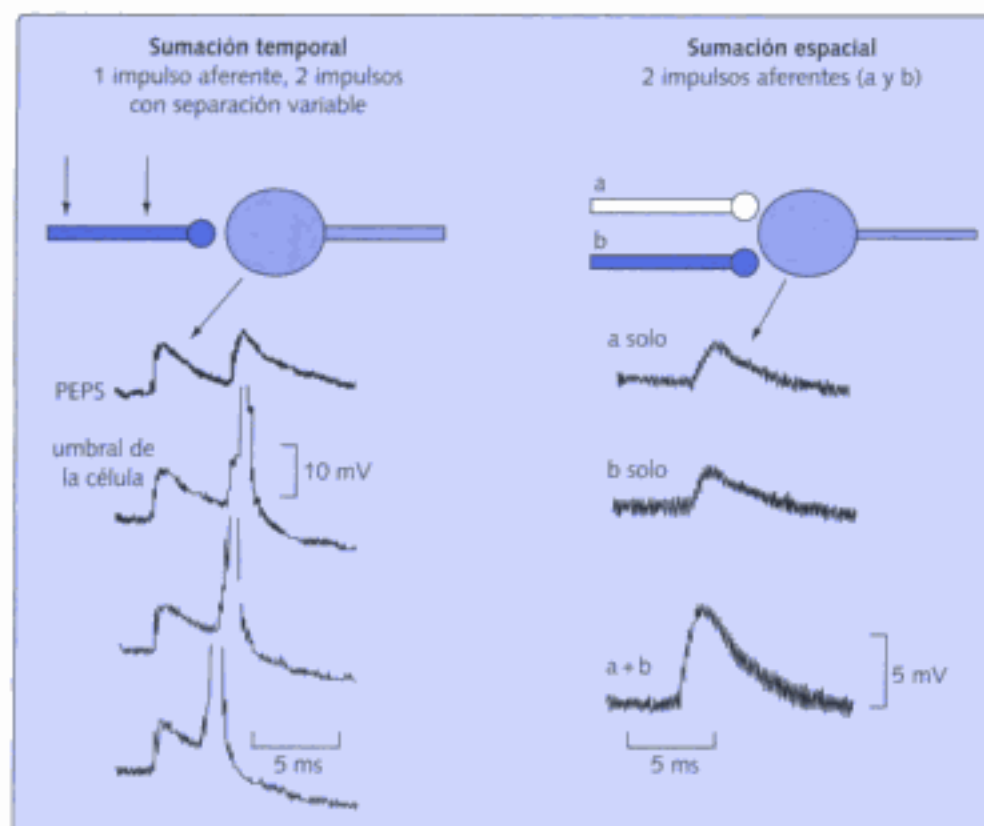 Sumación temporal
1 impulso aferente, 2 impulsos
con separación variable
PEPS
umbral de
la célula
10 mV
5 ms
Sumación espacial
2 impulsos aferentes (a y b)
a
b
a solo
b solo
a + b
5 mV
5 ms